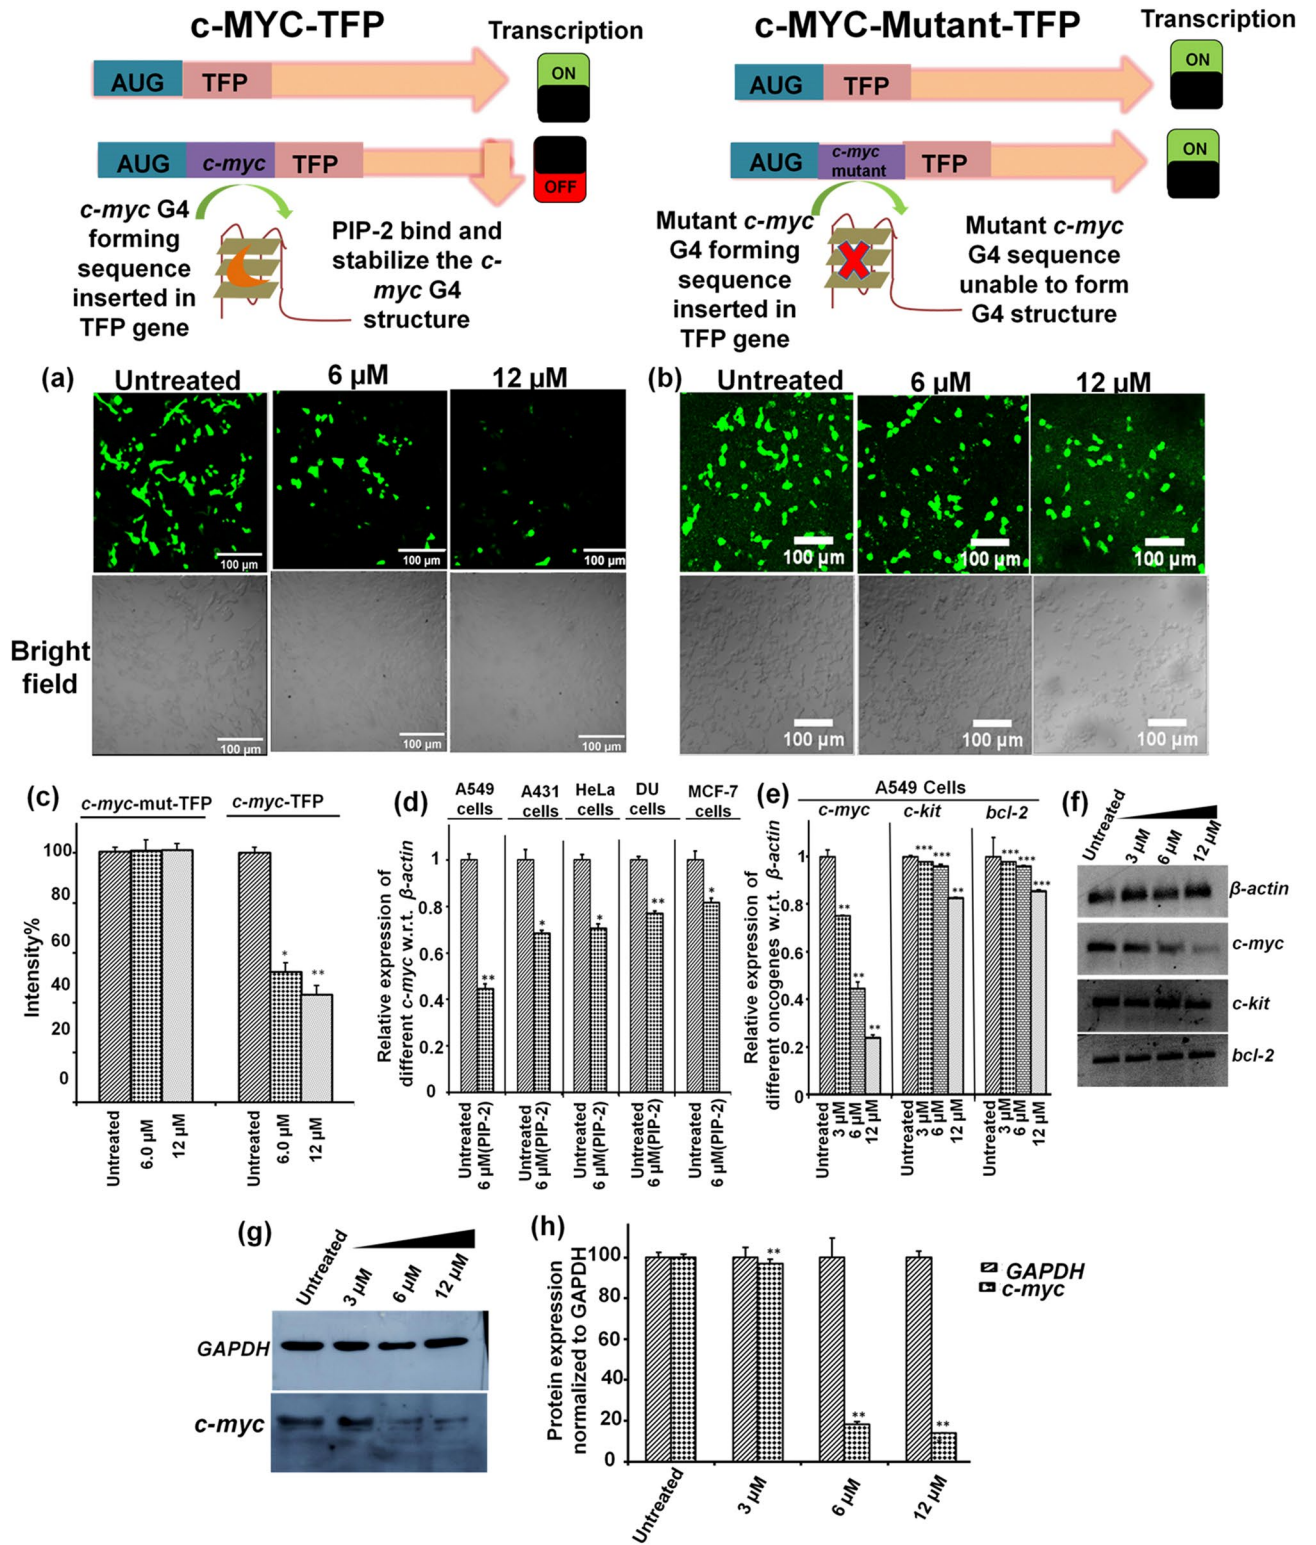 c-MYC-TFP
Transcription
AUG TFP
ON
AUG c-myc TFP
OFF
c-myc G4
forming
sequence
inserted in
TFP gene
PIP-2 bind and
stabilize the c-
myc G4
structure
c-MYC-Mutant-TFP
Transcription
AUG TFP
ON
AUG c-myc mutant TFP
ON
Mutant c-myc
G4 forming
sequence
inserted in
TFP gene
Mutant c-myc
G4 sequence
unable to form
G4 structure
(a) Untreated 6 µM 12 µM
100 µm 100 µm 100 µm
Bright
field
100 µm 100 µm 100 µm
(b) Untreated 6 µM 12 µM
100 µm 100 µm 100 µm
100 µm 100 µm 100 µm
(c)
c-myc-mut-TFP c-myc-TFP
Intensity%
100
80
60
40
20
0
* **
Untreated 6.0 µM 12 µM Untreated 6.0 µM 12 µM
(d)
A549 cells A431 cells HeLa cells DU cells MCF-7 cells
Relative expression of
different c-myc w.r.t. β-actin
1
0.8
0.6
0.4
0.2
0
** * * ** *
Untreated 6 µM(PIP-2) Untreated 6 µM(PIP-2) Untreated 6 µM(PIP-2) Untreated 6 µM(PIP-2) Untreated 6 µM(PIP-2)
(e)
A549 Cells
c-myc c-kit bcl-2
Relative expression of
different oncogenes w.r.t. β-actin
1
0.8
0.6
0.4
0.2
0
** ** ** *** *** ** *** *** ***
Untreated 3 µM 6 µM 12 µM Untreated 3 µM 6 µM 12 µM Untreated 3 µM 6 µM 12 µM
(f)
Untreated 3 µM 6 µM 12 µM
β-actin
c-myc
c-kit
bcl-2
(g)
Untreated 3 µM 6 µM 12 µM
GAPDH
c-myc
(h)
Protein expression
normalized to GAPDH
100
80
60
40
20
0
** ** **
Untreated 3 µM 6 µM 12 µM
GAPDH
c-myc